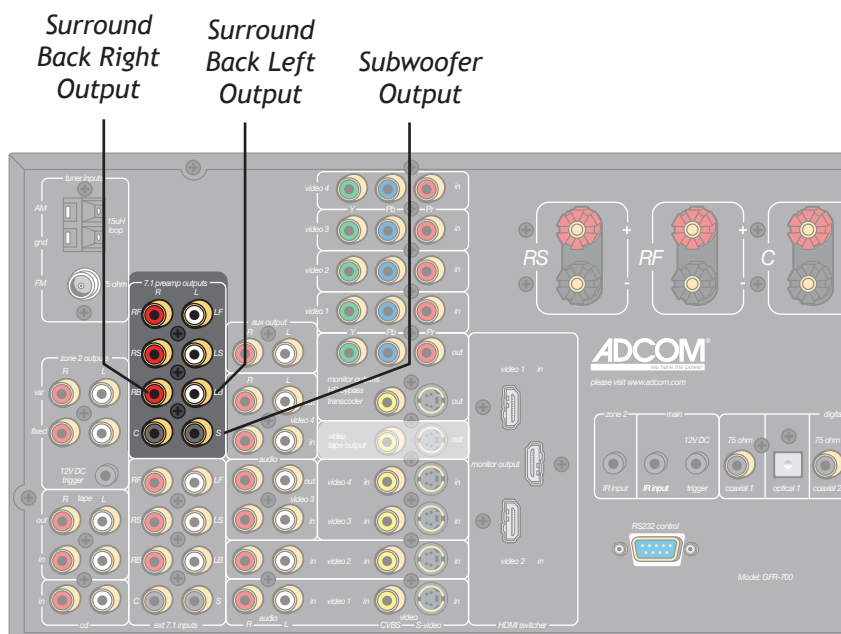 Surround
Back Right
Output
Surround
Back Left
Output
Subwoofer
Output
tuner inputs
AM
15uH
loop
gnd
FM
75 ohm
7.1 preamp outputs
R L
RF LF
RS LS
RB LB
C S
zone 2 outputs
R L
var
fixed
12V DC
trigger
R tape L
out
in
in
cd
RF LF
RS LS
RB LB
C S
ext 7.1 inputs
aux output
R L
R L
video 4
in
audio
out
video 3
in
in
in
R audio L
video 4 in
Y Pb Pr
video 3 in
video 2 in
video 1 in
Y Pb Pr
out
monitor outputs
HD bypass
transcoder
out
video
tape output
out
video 4 in
video 3 in
video 2 in
video 1 in
video
CVBS S-video
video 1 in
monitor output
video 2 in
HDMI switcher
RS + -
RF + -
C
ADCOM®
we have the power
please visit www.adcom.com
zone 2 main digita
12V DC 75 ohm 75 ohm
IR input IR input trigger coaxial 1 optical 1 coaxial 2
RS232 control
Model: GFR-700